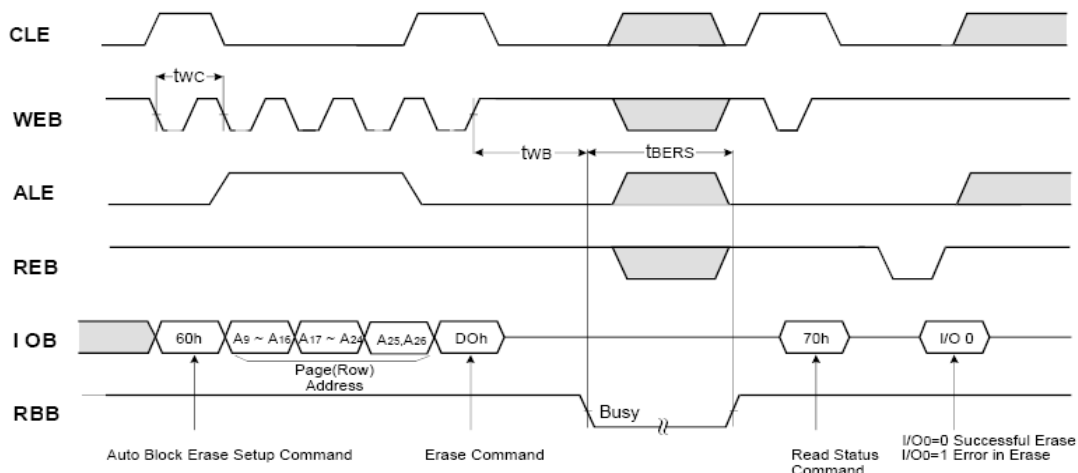 CLE
tWC
WEB
tWB
tBERS
ALE
REB
I OB
60h
A9 ~ A16
A17 ~ A24
A25,A26
DOh
70h
I/O 0
Page(Row)
Address
RBB
Busy
Auto Block Erase Setup Command
Erase Command
Read Status
Command
I/O0=0 Successful Erase
I/O0=1 Error in Erase